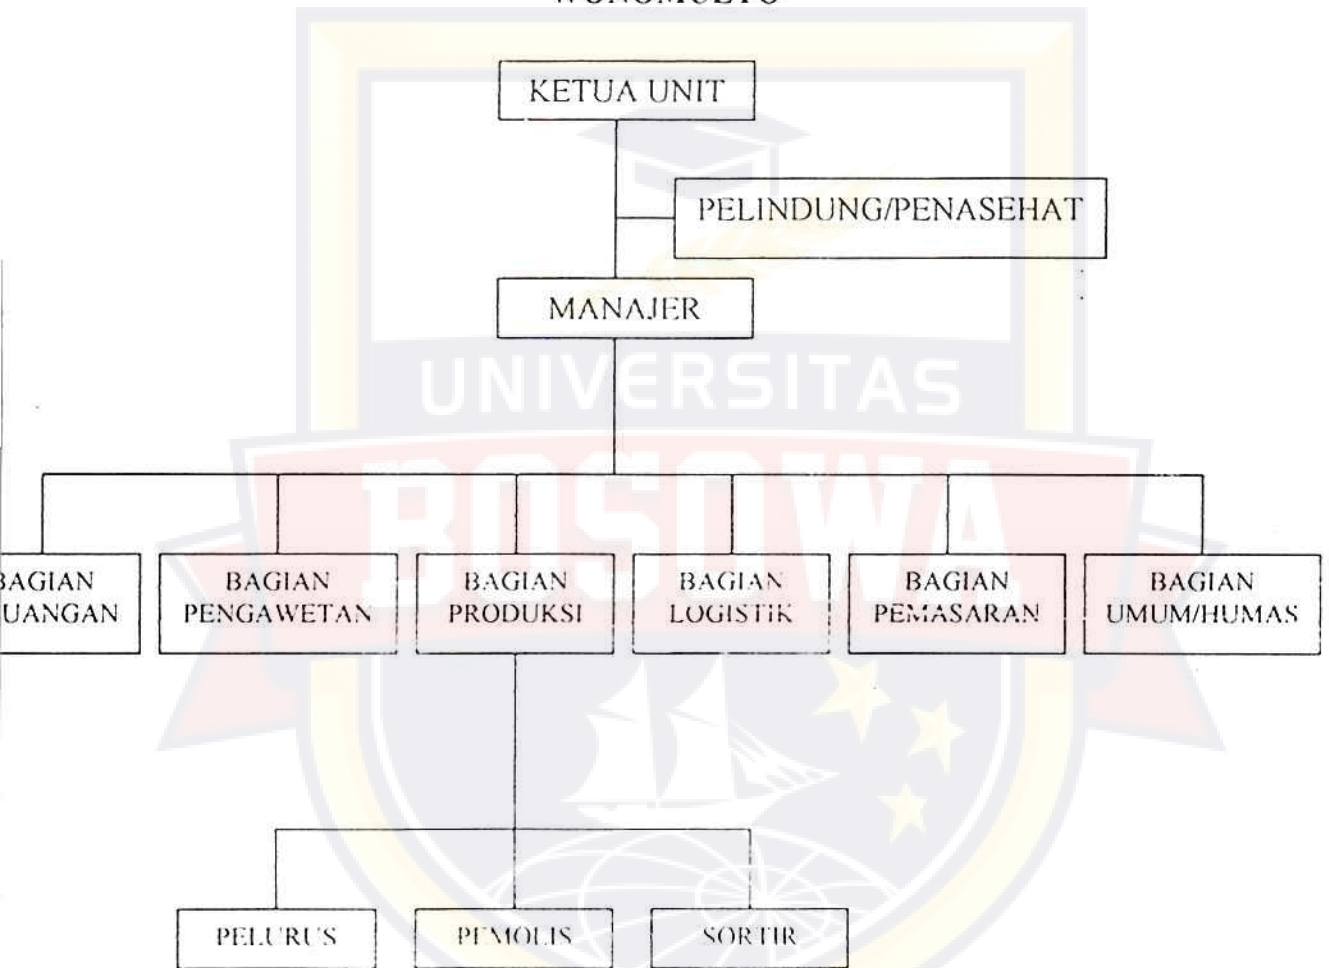 KETUA UNIT
PELINDUNG/PENASEHAT
MANAJER
UNIVERSITAS
BOSOWA
BAGIAN
UANGAN
BAGIAN
PENGAWETAN
BAGIAN
PRODUKSI
BAGIAN
LOGISTIK
BAGIAN
PEMASARAN
BAGIAN
UMUM/HUMAS
PELURUS
PEMOLIS
SORTIR